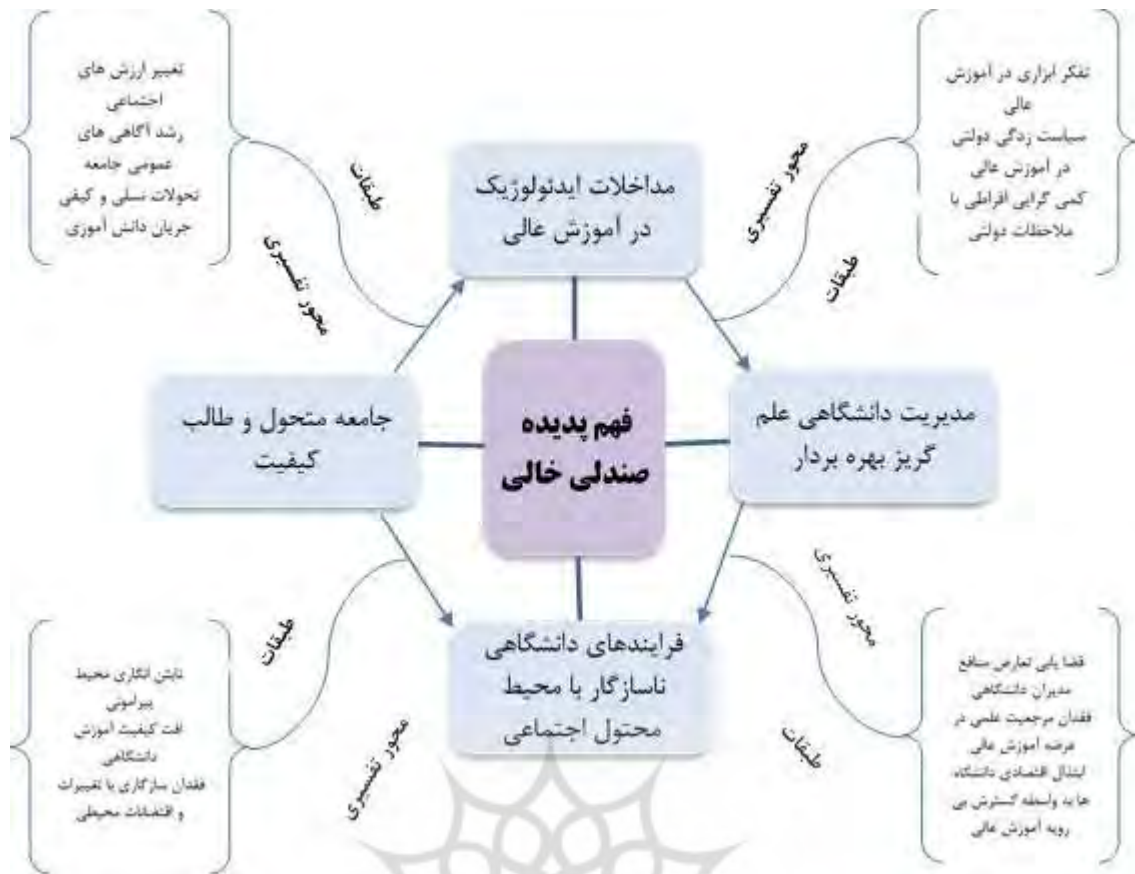 تفکر ابزاری در آموزش
عالی
سیاست زدگی دولتی
در آموزش عالی
کمی گرایی افراطی با
ملاحظات دولتی
محور تفسیری
طبقات
مداخلات ایدئولوژیک
در آموزش عالی
تغییر ارزش های
اجتماعی
رشد آگاهی های
عمومی جامعه
تحولات نسلی و کیفی
جریان دانش آموزی
طبقات
محور تفسیری
مدیریت دانشگاهی علم
گریز بهره بردار
فهم پدیده
صندلی خالی
جامعه متحول و طالب
کیفیت
محور تفسیری
طبقات
تعارض منافع
مدیران دانشگاهی
فقدان مرجعیت علمی در
عرصه آموزش عالی
ابتذال اقتصادی دانشگاه
ها به واسطه گسترش بی
رویه آموزش عالی
فرایندهای دانشگاهی
ناسازگار با محیط
محتول اجتماعی
طبقات
محور تفسیری
انگاری محیط
پیرامونی
افت کیفیت آموزش
دانشگاهی
فقدان سازگاری با تغییرات
و اقتضائات محیطی